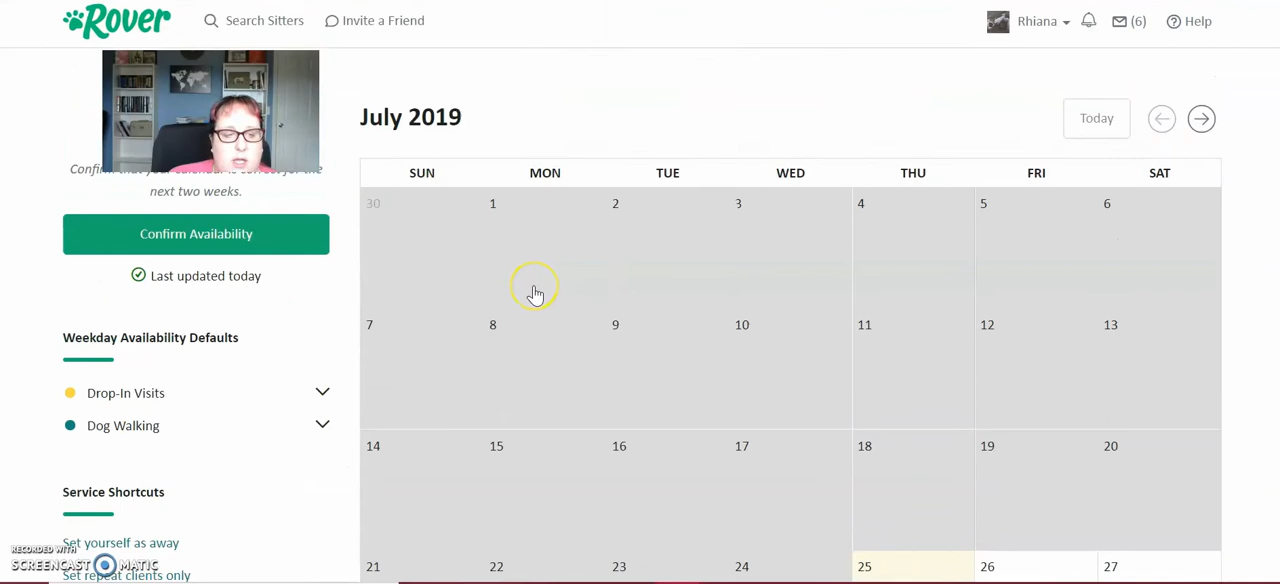 Rover
Search Sitters
Invite a Friend
Rhiana
(6)
Help
next two weeks.
Confirm Availability
Last updated today
Weekday Availability Defaults
Drop-In Visits
Dog Walking
Service Shortcuts
Set yourself as away
Set repeat clients only
RECORDED WITH
SCREENCAST MATIC
July 2019
Today
SUN MON TUE WED THU FRI SAT
30 1 2 3 4 5 6
7 8 9 10 11 12 13
14 15 16 17 18 19 20
21 22 23 24 25 26 27